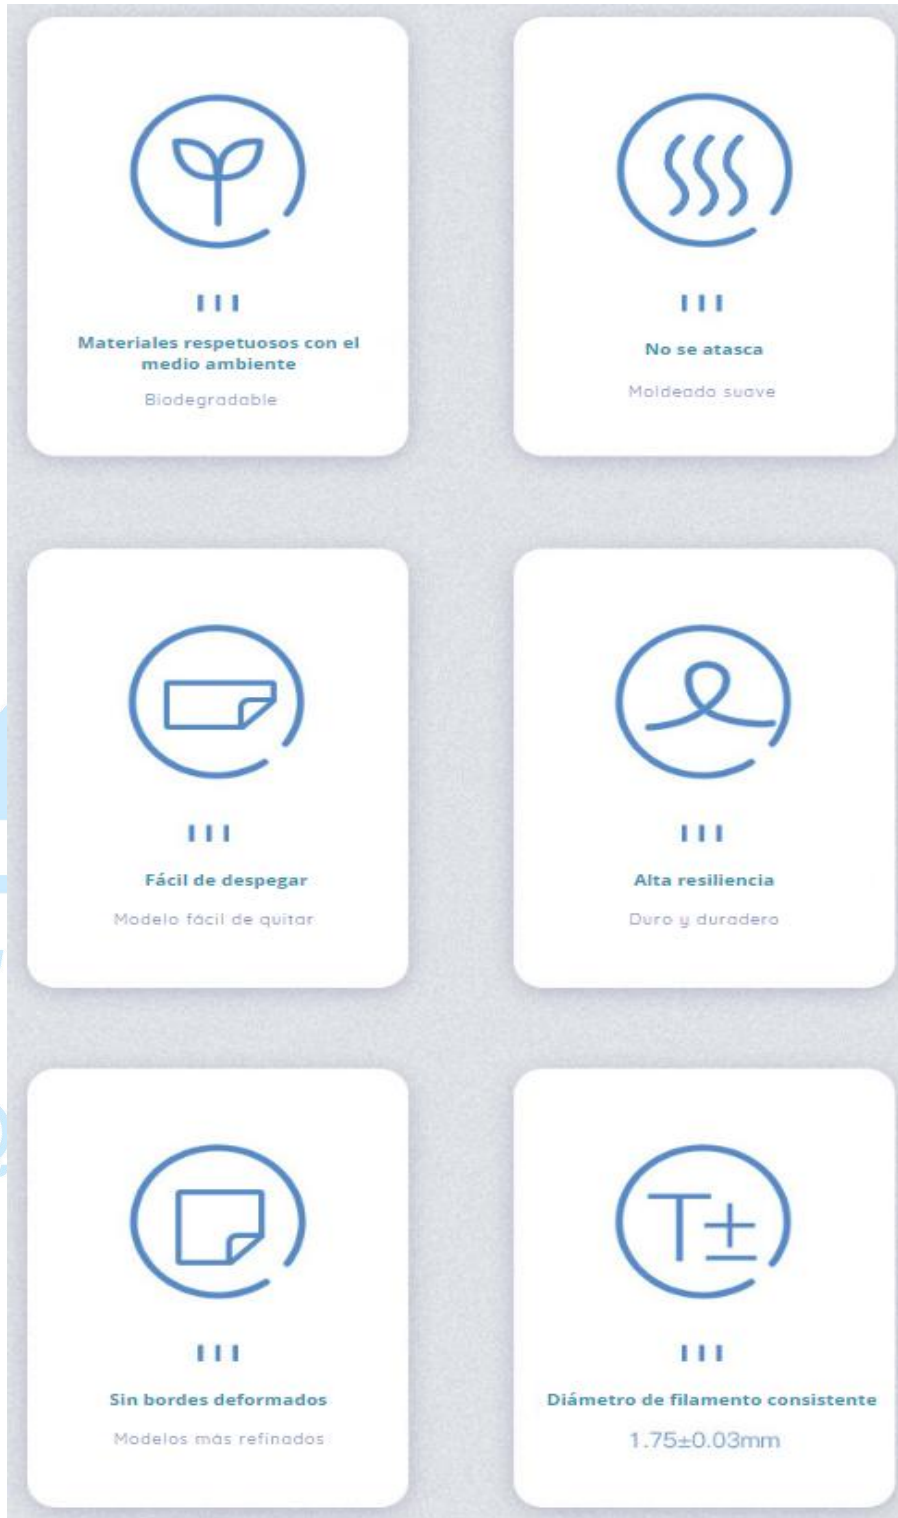 Materiales respetuosos con el
medio ambiente
Biodegradable
No se atasca
Moldeado suave
Fácil de despegar
Modelo fácil de quitar
Alta resiliencia
Duro y duradero
Sin bordes deformados
Modelos más refinados
T±
Diámetro de filamento consistente
1.75±0.03mm